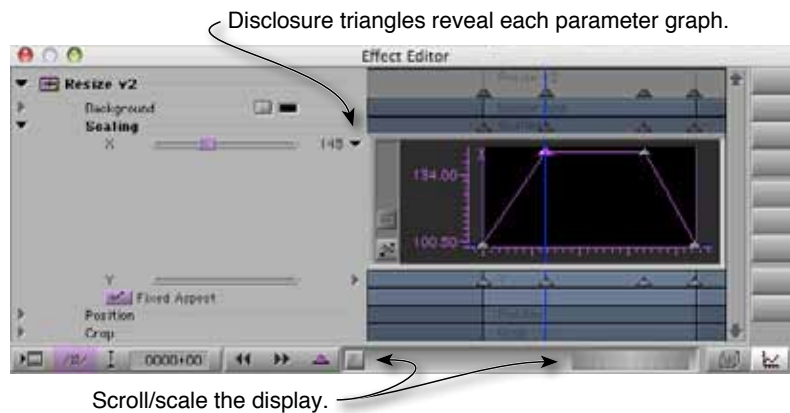 Disclosure triangles reveal each parameter graph.
Effect Editor
Resize v2
Background
Scaling
X
134.00
100.50
Y
Fixed Aspect
Position
Crop
0000+00
Scroll/scale the display.